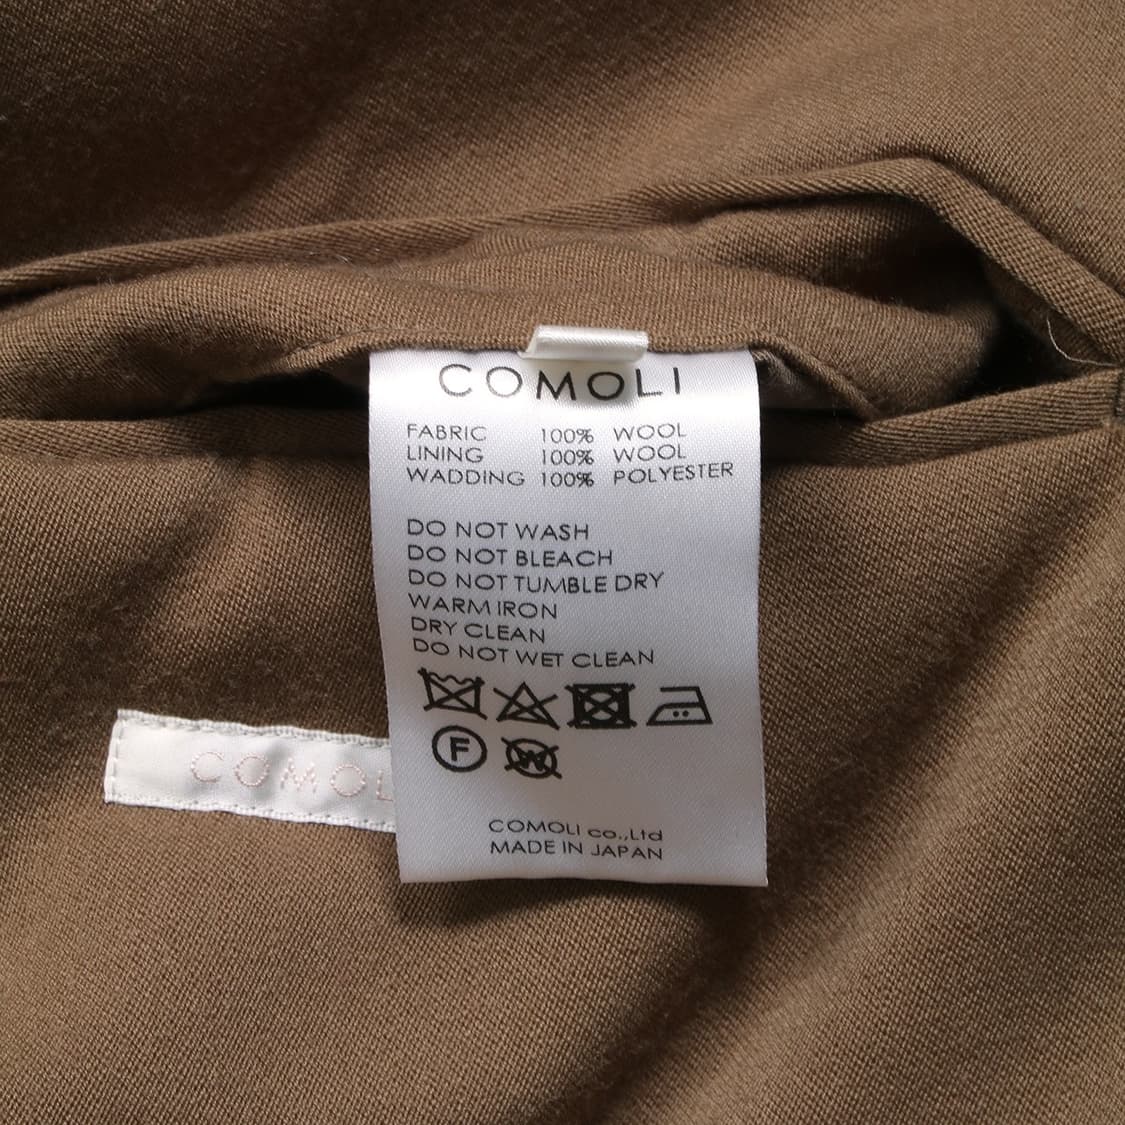 COMOLI
FABRIC 100% WOOL
LINING 100% WOOL
WADDING 100% POLYESTER
DO NOT WASH
DO NOT BLEACH
DO NOT TUMBLE DRY
WARM IRON
DRY CLEAN
DO NOT WET CLEAN
F W
COMOL
COMOLI co.,Ltd
MADE IN JAPAN